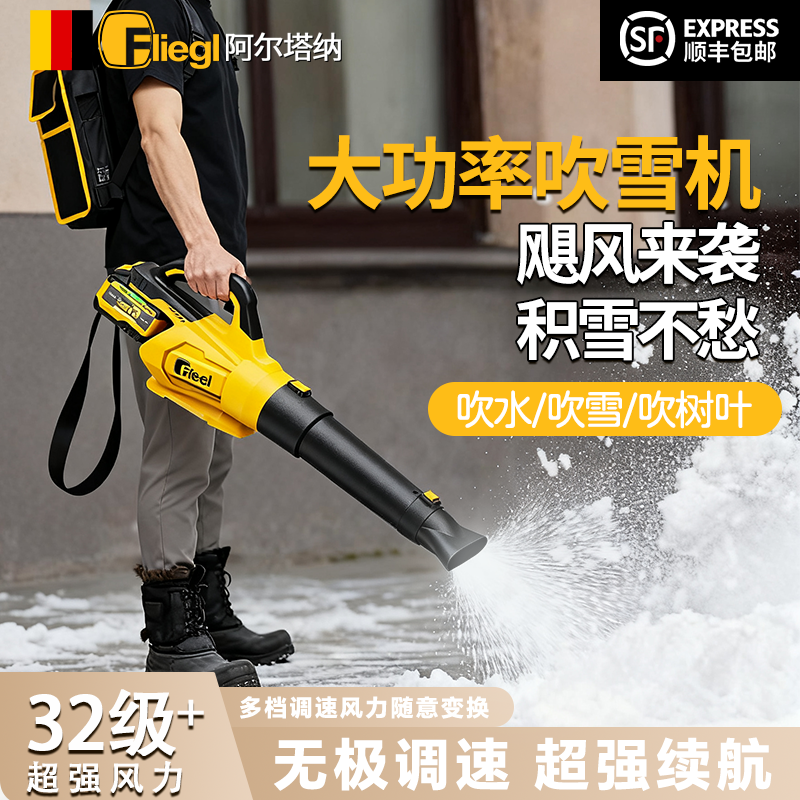 Fliegl 阿尔塔纳
SF EXPRESS
顺丰包邮
大功率吹雪机
飓风来袭
积雪不愁
吹水/吹雪/吹树叶
Fieel
32级+
超强风力
多档调速风力随意变换
无极调速 超强续航